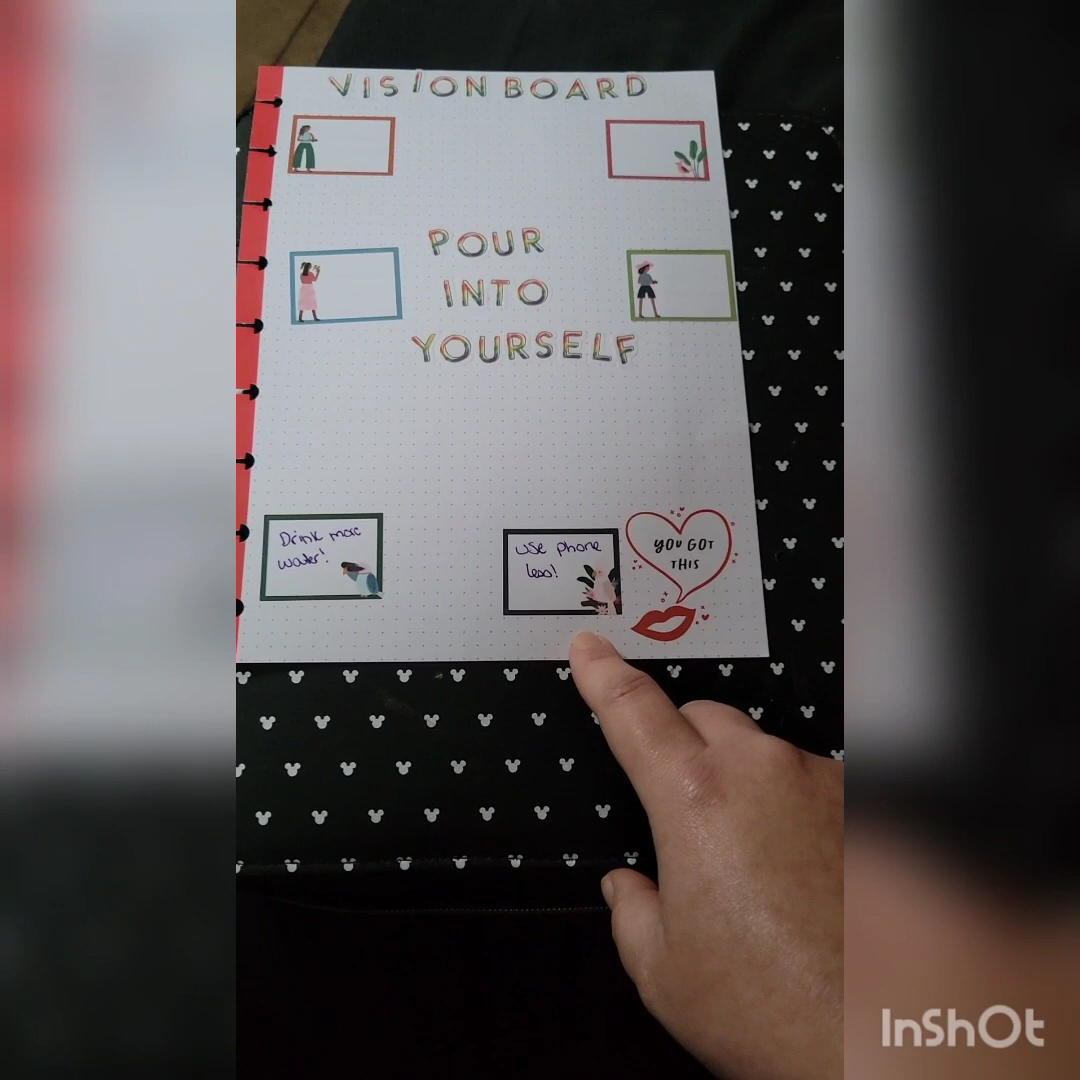 VISION BOARD
POUR
INTO
YOURSELF
Drink more
water!
use phone
less!
YOU GOT
THIS
InShOt